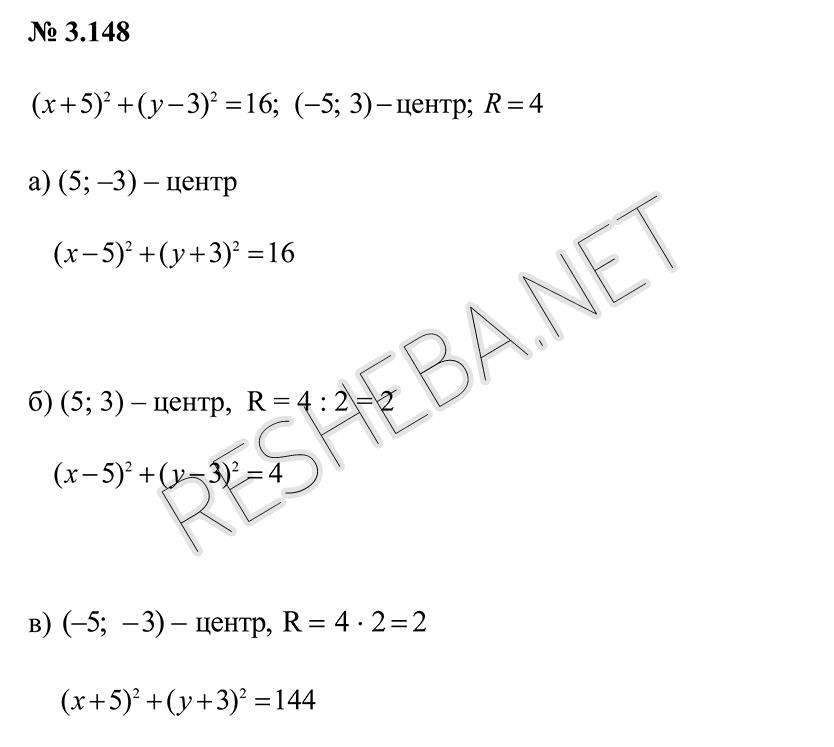 № 3.148
(x+5)² + (y−3)² = 16; (−5; 3) − центр; R = 4
а) (5; −3) − центр
(x−5)² + (y+3)² = 16
б) (5; 3) − центр, R = 4 : 2 = 2
(x−5)² + (y−3)² = 4
в) (−5; −3) − центр, R = 4 · 2 = 2
(x+5)² + (y+3)² = 144
RESHEBA.NET